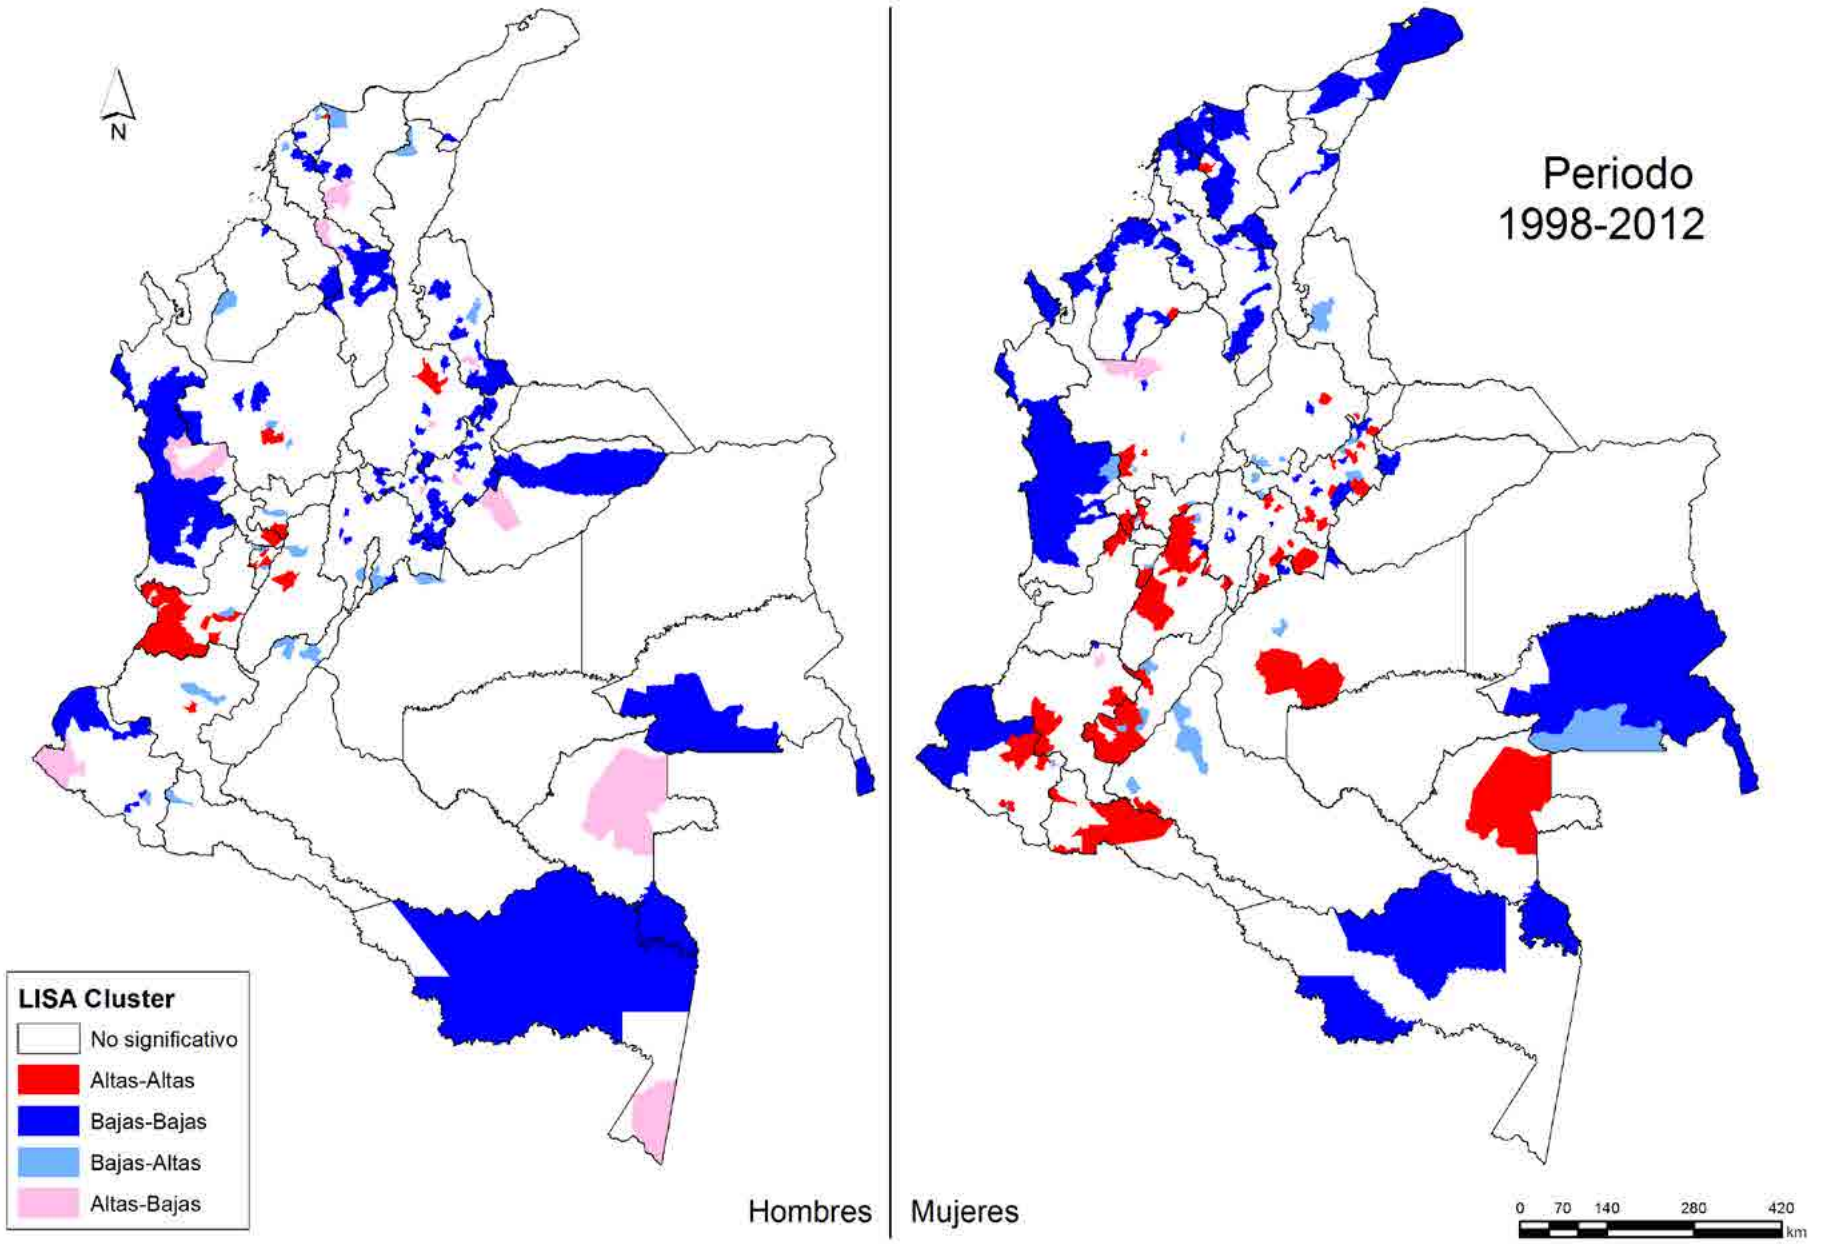 N
Periodo
1998-2012
LISA Cluster
No significativo
Altas-Altas
Bajas-Bajas
Bajas-Altas
Altas-Bajas
Hombres
Mujeres
0 70 140 280 420
km